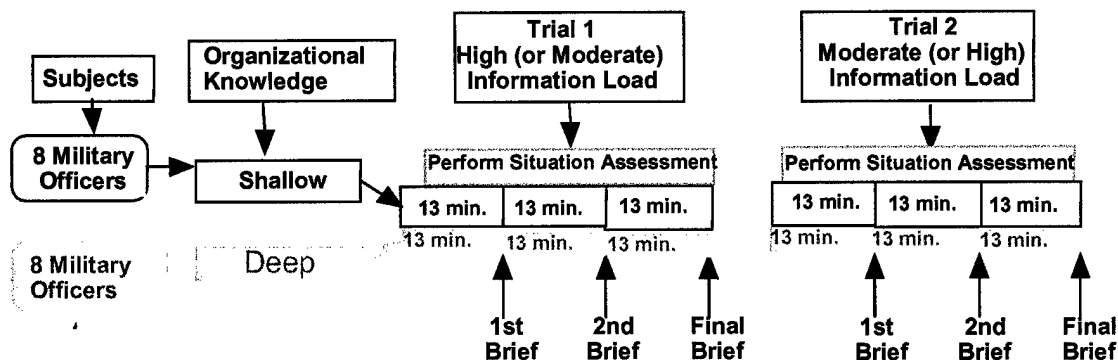 Subjects
Organizational
Knowledge
Trial 1
High (or Moderate)
Information Load
Trial 2
Moderate (or High)
Information Load
8 Military
Officers
Shallow
Perform Situation Assessment
13 min. 13 min. 13 min.
13 min. 13 min. 13 min.
Perform Situation Assessment
13 min. 13 min. 13 min.
13 min. 13 min. 13 min.
8 Military
Officers
Deep
1st
Brief
2nd
Brief
Final
Brief
1st
Brief
2nd
Brief
Final
Brief